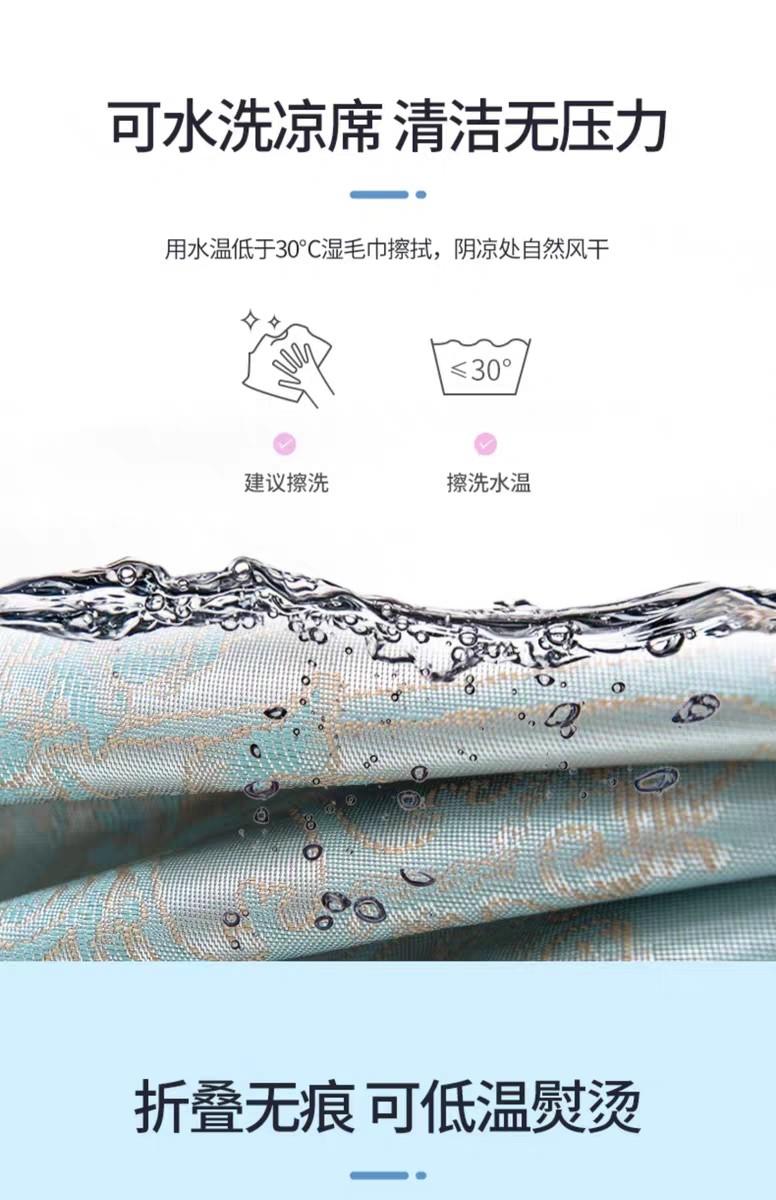 可水洗凉席 清洁无压力
用水温低于30°C湿毛巾擦拭，阴凉处自然风干
≤30°
建议擦洗
擦洗水温
折叠无痕 可低温熨烫